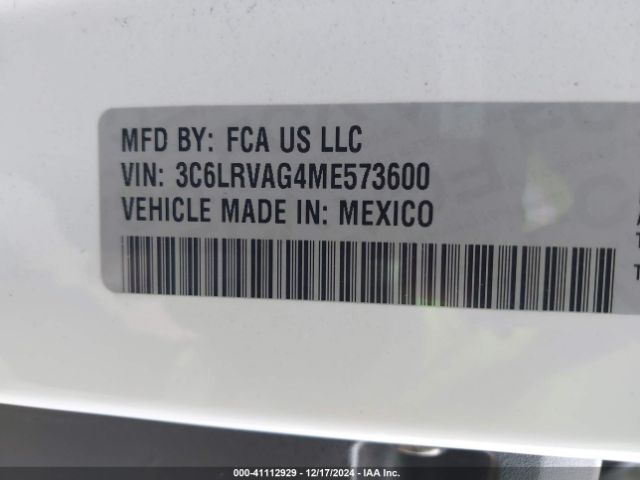 MFD BY: FCA US LLC
VIN: 3C6LRVAG4ME573600
VEHICLE MADE IN: MEXICO
000-41112929 - 12/17/2024 - IAA Inc.